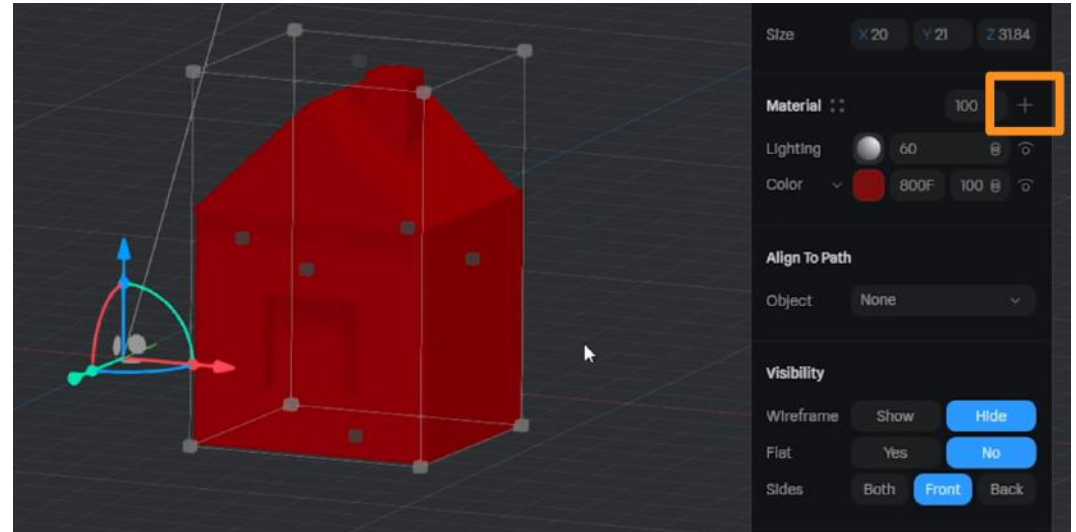 Size X 20 Y 21 Z 31.84
Material 100
Lighting 60
Color 800F 100
Align To Path
Object None
Visibility
Wireframe Show Hide
Flat Yes No
Sides Both Front Back